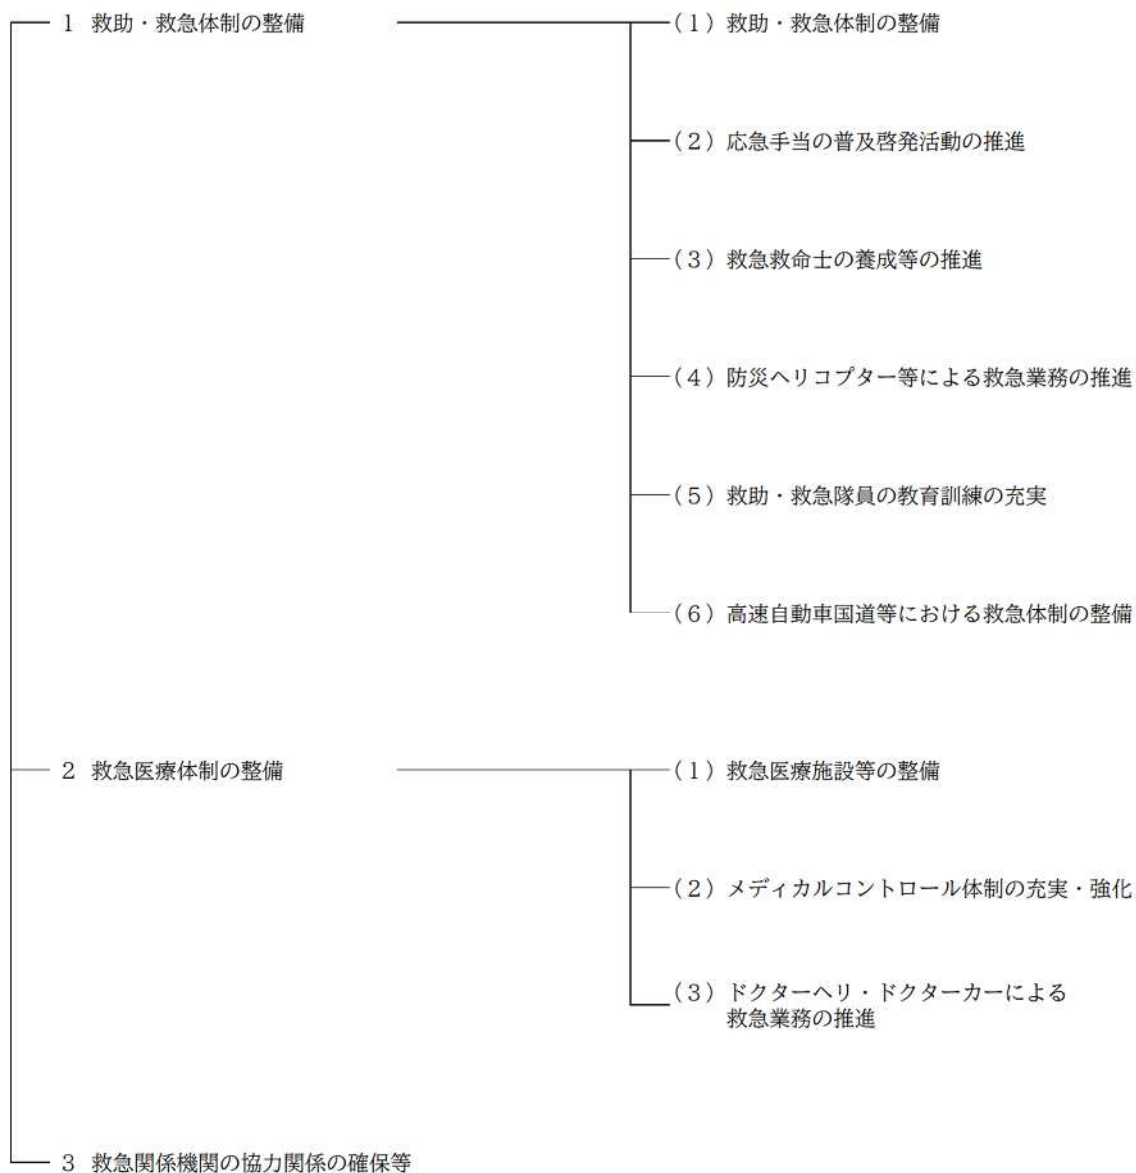 1 救助・救急体制の整備
(1)救助・救急体制の整備
(2)応急手当の普及啓発活動の推進
(3)救急救命士の養成等の推進
(4)防災ヘリコプター等による救急業務の推進
(5)救助・救急隊員の教育訓練の充実
(6)高速自動車国道等における救急体制の整備
2 救急医療体制の整備
(1)救急医療施設等の整備
(2)メディカルコントロール体制の充実・強化
(3)ドクターヘリ・ドクターカーによる
救急業務の推進
3 救急関係機関の協力関係の確保等